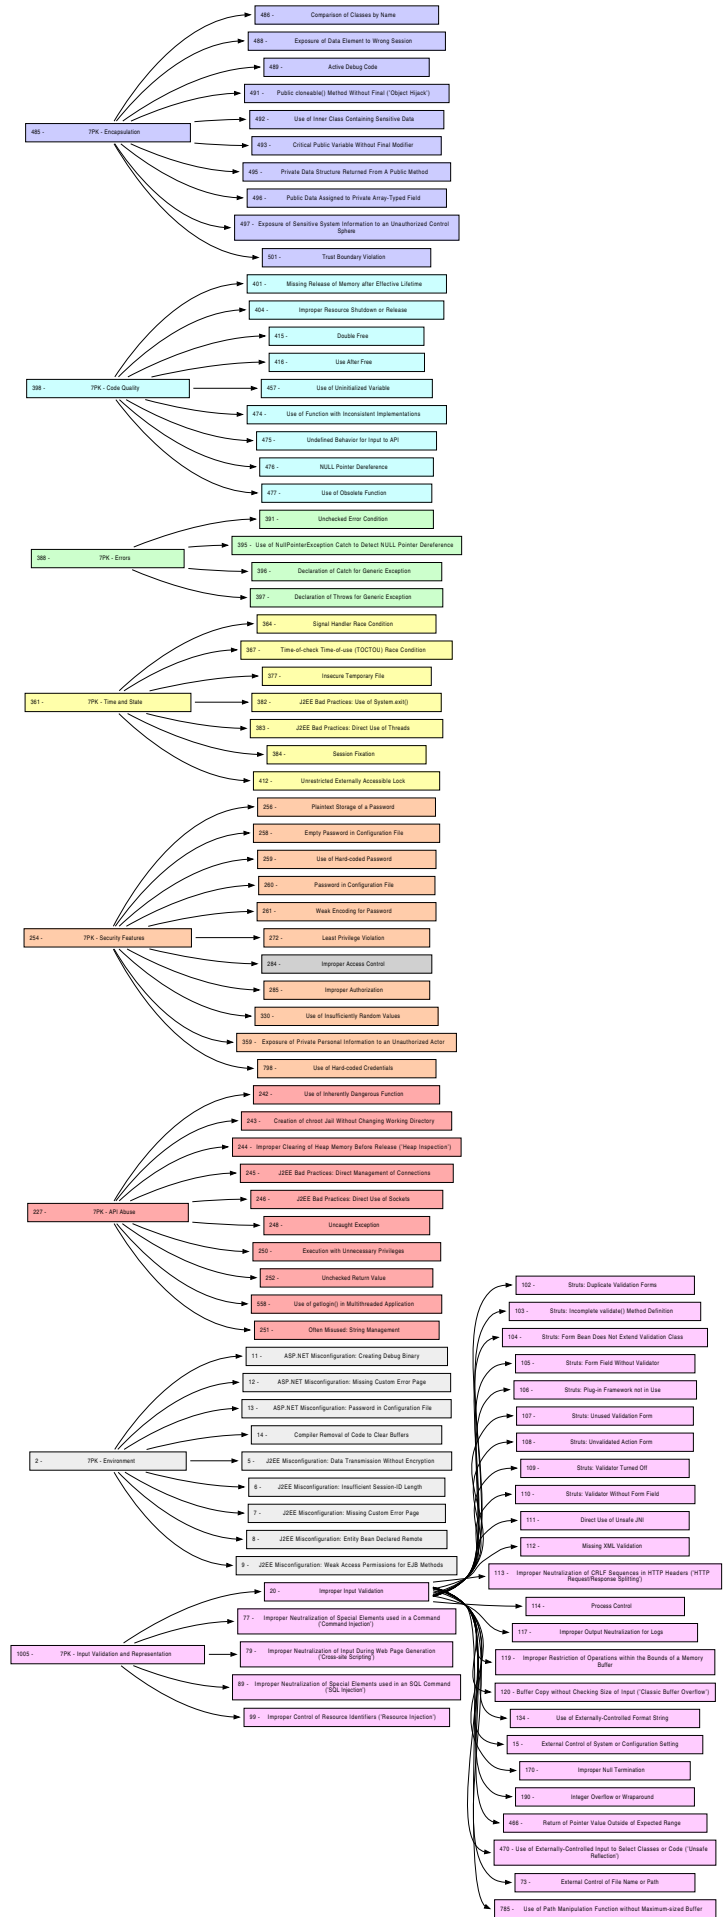 486 - Comparison of Classes by Name
488 - Exposure of Data Element to Wrong Session
489 - Active Debug Code
491 - Public cloneable() Method Without Final ('Object Hijack')
492 - Use of Inner Class Containing Sensitive Data
485 - 7PK - Encapsulation
493 - Critical Public Variable Without Final Modifier
495 - Private Data Structure Returned From A Public Method
496 - Public Data Assigned to Private Array-Typed Field
497 - Exposure of Sensitive System Information to an Unauthorized Control
Sphere
501 - Trust Boundary Violation
401 - Missing Release of Memory after Effective Lifetime
404 - Improper Resource Shutdown or Release
415 - Double Free
416 - Use After Free
398 - 7PK - Code Quality
457 - Use of Uninitialized Variable
474 - Use of Function with Inconsistent Implementations
475 - Undefined Behavior for Input to API
476 - NULL Pointer Dereference
477 - Use of Obsolete Function
391 - Unchecked Error Condition
395 - Use of NullPointerException Catch to Detect NULL Pointer Dereference
388 - 7PK - Errors
396 - Declaration of Catch for Generic Exception
397 - Declaration of Throws for Generic Exception
364 - Signal Handler Race Condition
367 - Time-of-check Time-of-use (TOCTOU) Race Condition
377 - Insecure Temporary File
361 - 7PK - Time and State
382 - J2EE Bad Practices: Use of System.exit()
383 - J2EE Bad Practices: Direct Use of Threads
384 - Session Fixation
412 - Unrestricted Externally Accessible Lock
256 - Plaintext Storage of a Password
258 - Empty Password in Configuration File
259 - Use of Hard-coded Password
260 - Password in Configuration File
261 - Weak Encoding for Password
254 - 7PK - Security Features
272 - Least Privilege Violation
284 - Improper Access Control
285 - Improper Authorization
330 - Use of Insufficiently Random Values
359 - Exposure of Private Personal Information to an Unauthorized Actor
798 - Use of Hard-coded Credentials
242 - Use of Inherently Dangerous Function
243 - Creation of chroot Jail Without Changing Working Directory
244 - Improper Clearing of Heap Memory Before Release ('Heap Inspection')
245 - J2EE Bad Practices: Direct Management of Connections
246 - J2EE Bad Practices: Direct Use of Sockets
227 - 7PK - API Abuse
248 - Uncaught Exception
250 - Execution with Unnecessary Privileges
252 - Unchecked Return Value
558 - Use of getlogin() in Multithreaded Application
251 - Often Misused: String Management
11 - ASP.NET Misconfiguration: Creating Debug Binary
12 - ASP.NET Misconfiguration: Missing Custom Error Page
13 - ASP.NET Misconfiguration: Password in Configuration File
14 - Compiler Removal of Code to Clear Buffers
2 - 7PK - Environment
5 - J2EE Misconfiguration: Data Transmission Without Encryption
6 - J2EE Misconfiguration: Insufficient Session-ID Length
7 - J2EE Misconfiguration: Missing Custom Error Page
8 - J2EE Misconfiguration: Entity Bean Declared Remote
9 - J2EE Misconfiguration: Weak Access Permissions for EJB Methods
20 - Improper Input Validation
77 - Improper Neutralization of Special Elements used in a Command
('Command Injection')
1005 - 7PK - Input Validation and Representation
79 - Improper Neutralization of Input During Web Page Generation
('Cross-site Scripting')
89 - Improper Neutralization of Special Elements used in an SQL Command
('SQL Injection')
99 - Improper Control of Resource Identifiers ('Resource Injection')
102 - Struts: Duplicate Validation Forms
103 - Struts: Incomplete validate() Method Definition
104 - Struts: Form Bean Does Not Extend Validation Class
105 - Struts: Form Field Without Validator
106 - Struts: Plug-in Framework not in Use
107 - Struts: Unused Validation Form
108 - Struts: Unvalidated Action Form
109 - Struts: Validator Turned Off
110 - Struts: Validator Without Form Field
111 - Direct Use of Unsafe JNI
112 - Missing XML Validation
113 - Improper Neutralization of CRLF Sequences in HTTP Headers ('HTTP
Request/Response Splitting')
114 - Process Control
117 - Improper Output Neutralization for Logs
119 - Improper Restriction of Operations within the Bounds of a Memory
Buffer
120 - Buffer Copy without Checking Size of Input ('Classic Buffer Overflow')
134 - Use of Externally-Controlled Format String
15 - External Control of System or Configuration Setting
170 - Improper Null Termination
190 - Integer Overflow or Wraparound
466 - Return of Pointer Value Outside of Expected Range
470 - Use of Externally-Controlled Input to Select Classes or Code ('Unsafe
Reflection')
73 - External Control of File Name or Path
785 - Use of Path Manipulation Function without Maximum-sized Buffer